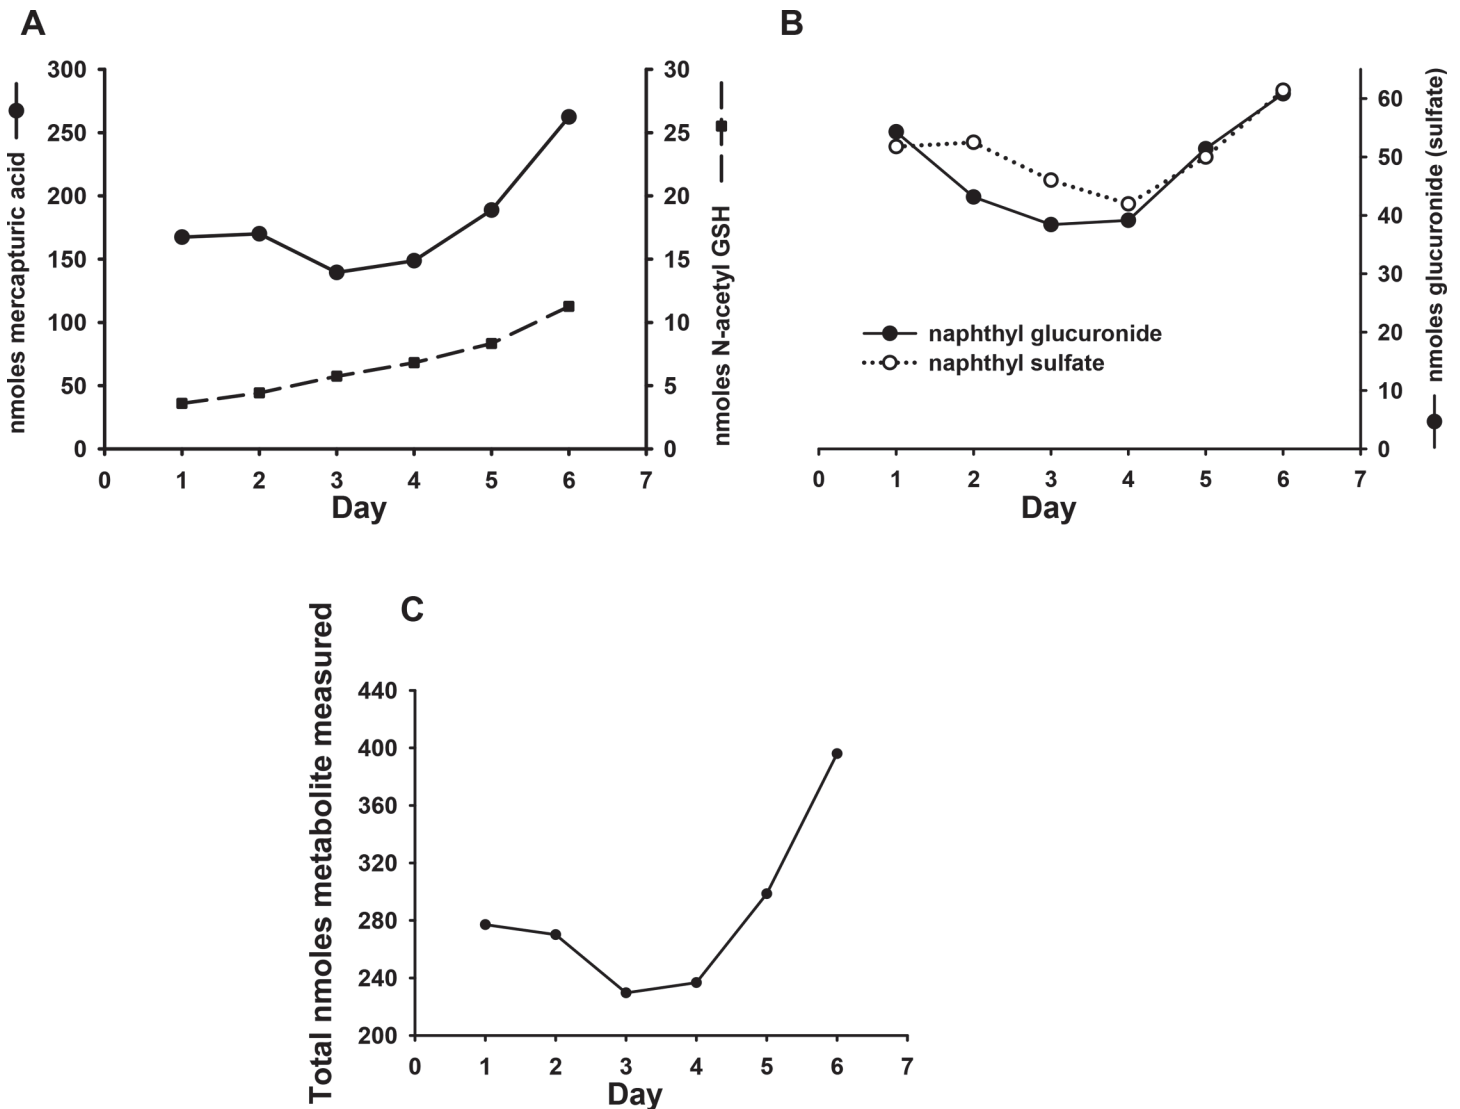 A
300
250
200
150
100
50
0
nmoles mercapturic acid
30
25
20
15
10
5
0
nmoles N-acetyl GSH
0 1 2 3 4 5 6 7
Day
B
60
50
40
30
20
10
0
nmoles glucuronide (sulfate)
naphthyl glucuronide
naphthyl sulfate
0 1 2 3 4 5 6 7
Day
C
Total nmoles metabolite measured
440
400
360
320
280
240
200
0 1 2 3 4 5 6 7
Day